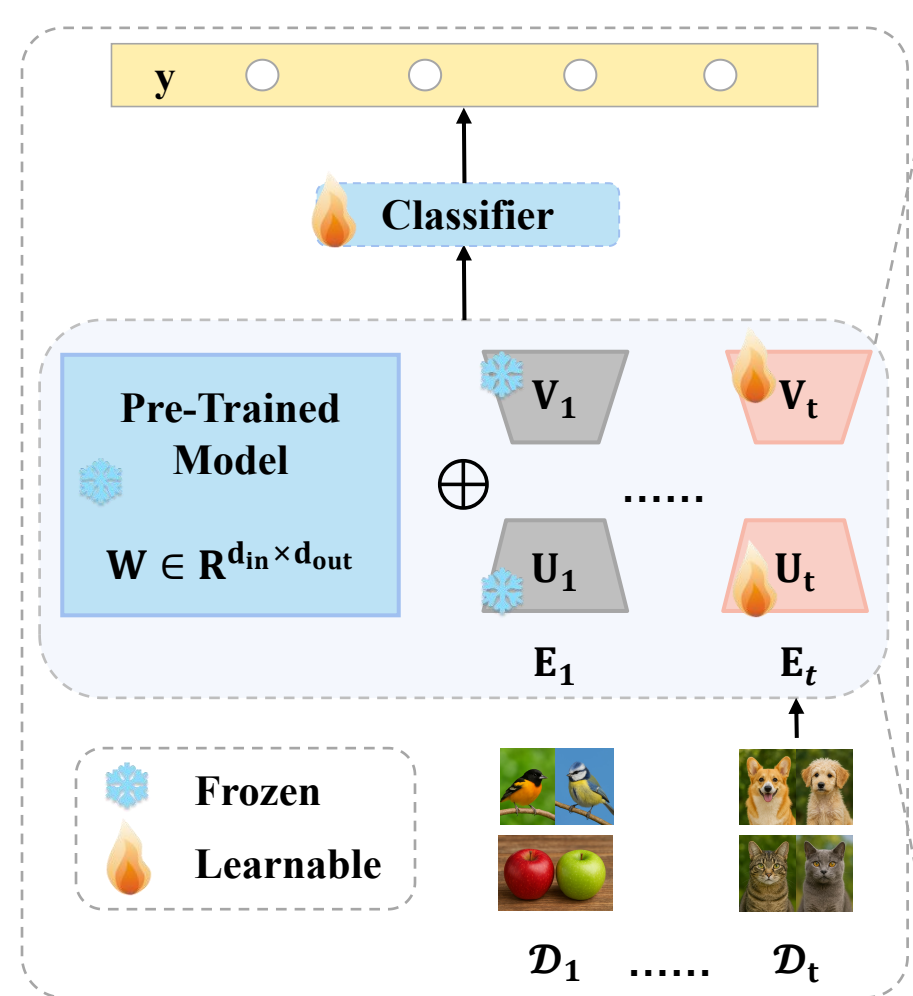 y
Classifier
Pre-Trained
Model
W ∈ R^{d_in×d_out}
V_1
V_t
......
U_1
U_t
E_1
E_t
Frozen
Learnable
𝒟_1 ...... 𝒟_t